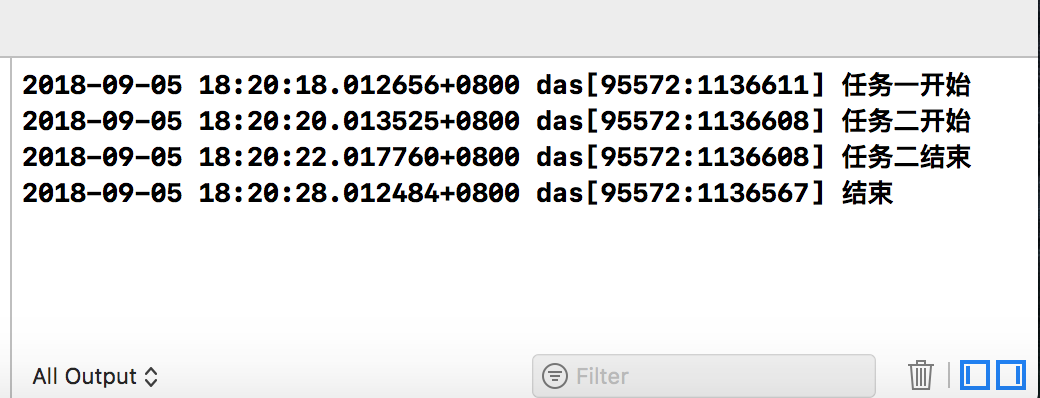 2018-09-05 18:20:18.012656+0800 das[95572:1136611] 任务一开始
2018-09-05 18:20:20.013525+0800 das[95572:1136608] 任务二开始
2018-09-05 18:20:22.017760+0800 das[95572:1136608] 任务二结束
2018-09-05 18:20:28.012484+0800 das[95572:1136567] 结束
All Output
Filter